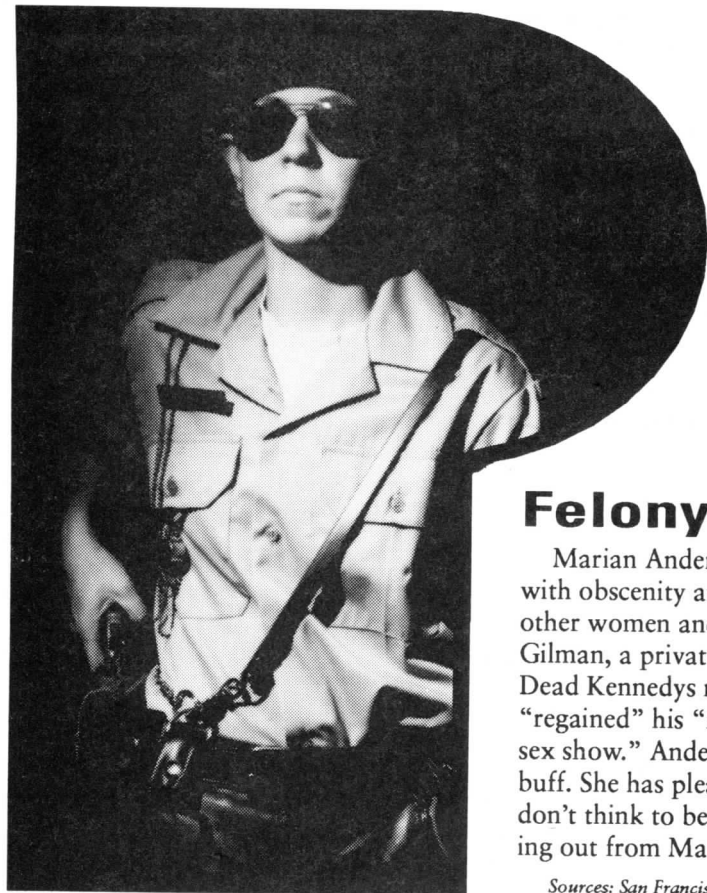 Felony
Marian Ander
with obscenity a
other women and
Gilman, a privat
Dead Kennedys
“regained” his “
sex show.” Ande
buff. She has plea
don’t think to be
ing out from Ma
Sources: San Francis